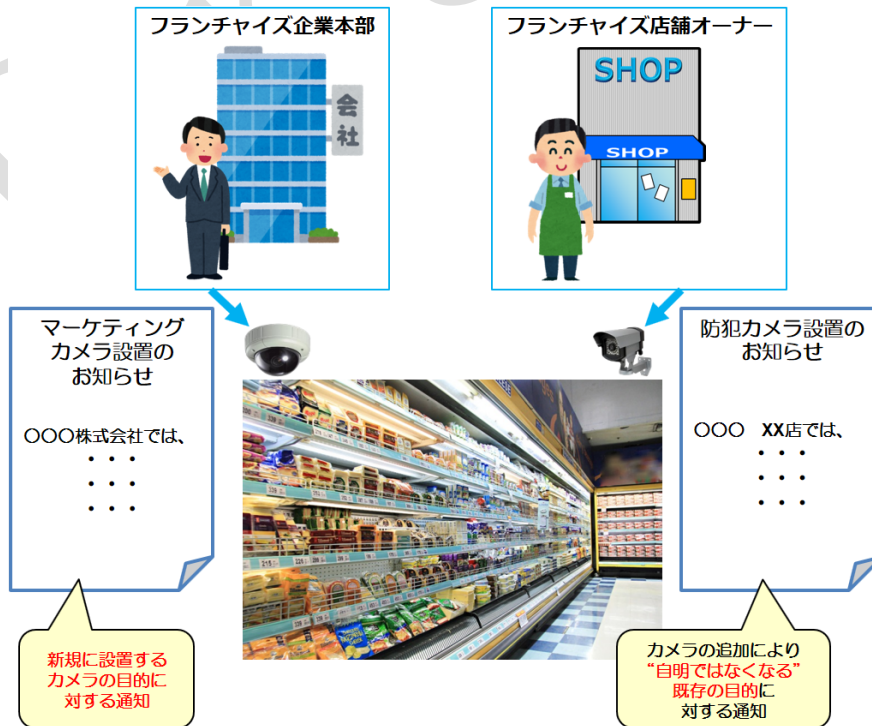 フランチャイズ企業本部
フランチャイズ店舗オーナー
会社
SHOP
SHOP
マーケティング
カメラ設置の
お知らせ
〇〇〇株式会社では、
・・・
・・・
・・・
防犯カメラ設置の
お知らせ
〇〇〇 XX店では、
・・・
・・・
・・・
新規に設置する
カメラの目的に
対する通知
カメラの追加により
“自明ではなくなる”
既存の目的に
対する通知